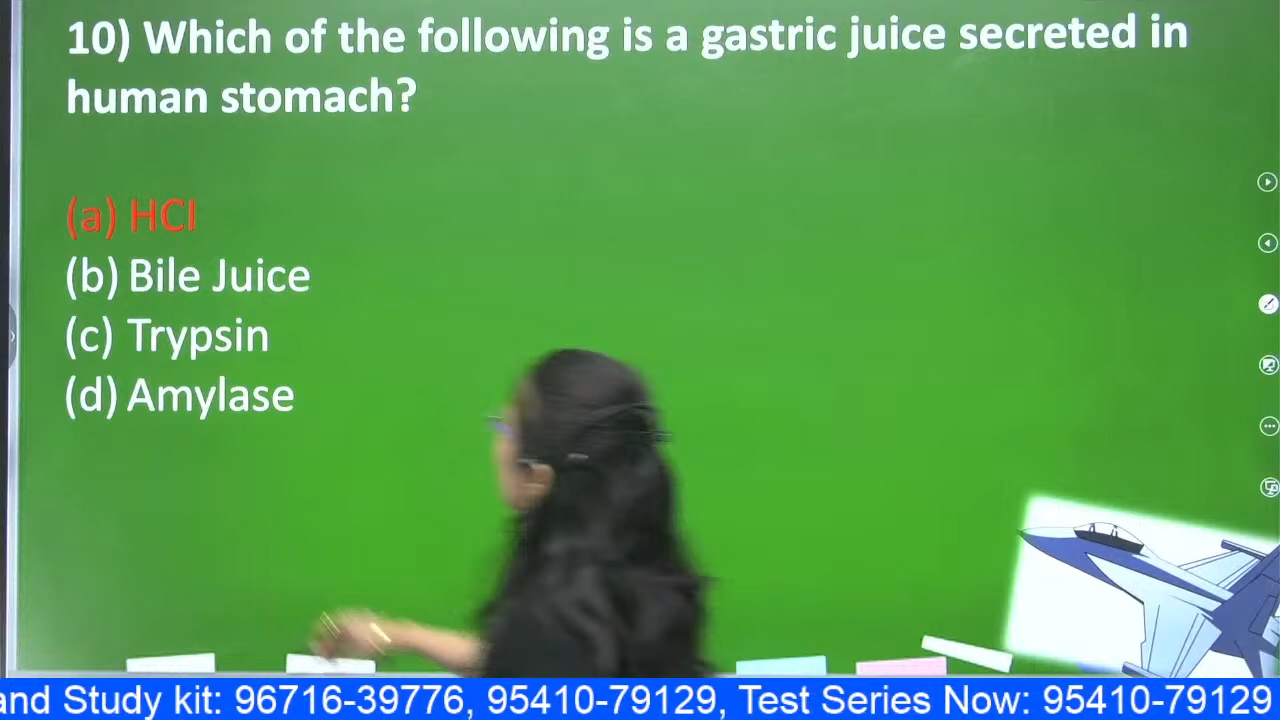 10) Which of the following is a gastric juice secreted in
human stomach?
(a) HCI
(b) Bile Juice
(c) Trypsin
(d) Amylase
and Study kit: 96716-39776, 95410-79129, Test Series Now: 95410-79129